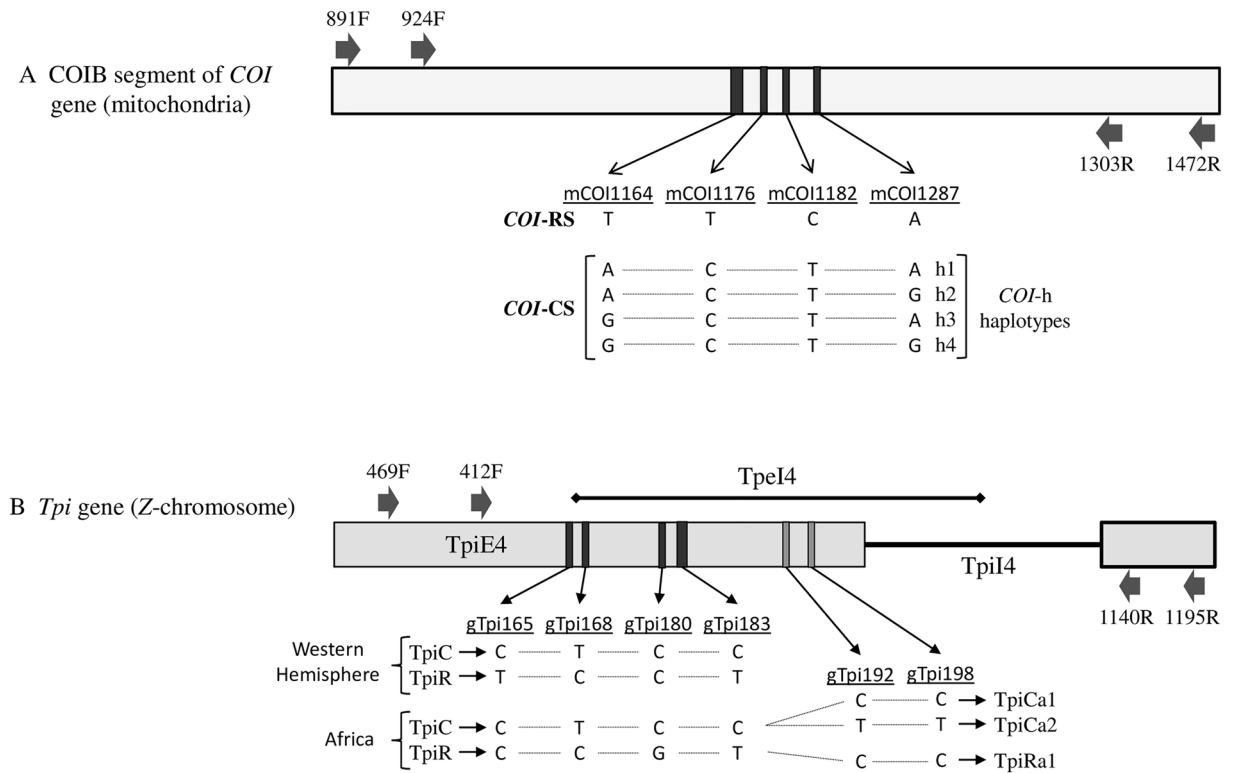 891F 924F
A COIB segment of COI
gene (mitochondria)
1303R 1472R
mCOI1164 mCOI1176 mCOI1182 mCOI1287
COI-RS T T C A
A C T A h1
A C T G h2
COI-CS
G C T A h3
G C T G h4
COI-h
haplotypes
469F 412F
TpeI4
B Tpi gene (Z-chromosome)
TpiE4
TpiI4
1140R 1195R
gTpi165 gTpi168 gTpi180 gTpi183
Western
Hemisphere
TpiC C T C C
TpiR T C C T
gTpi192 gTpi198
C C TpiCa1
Africa
TpiC C T C C T T TpiCa2
TpiR C C G T C C TpiRa1